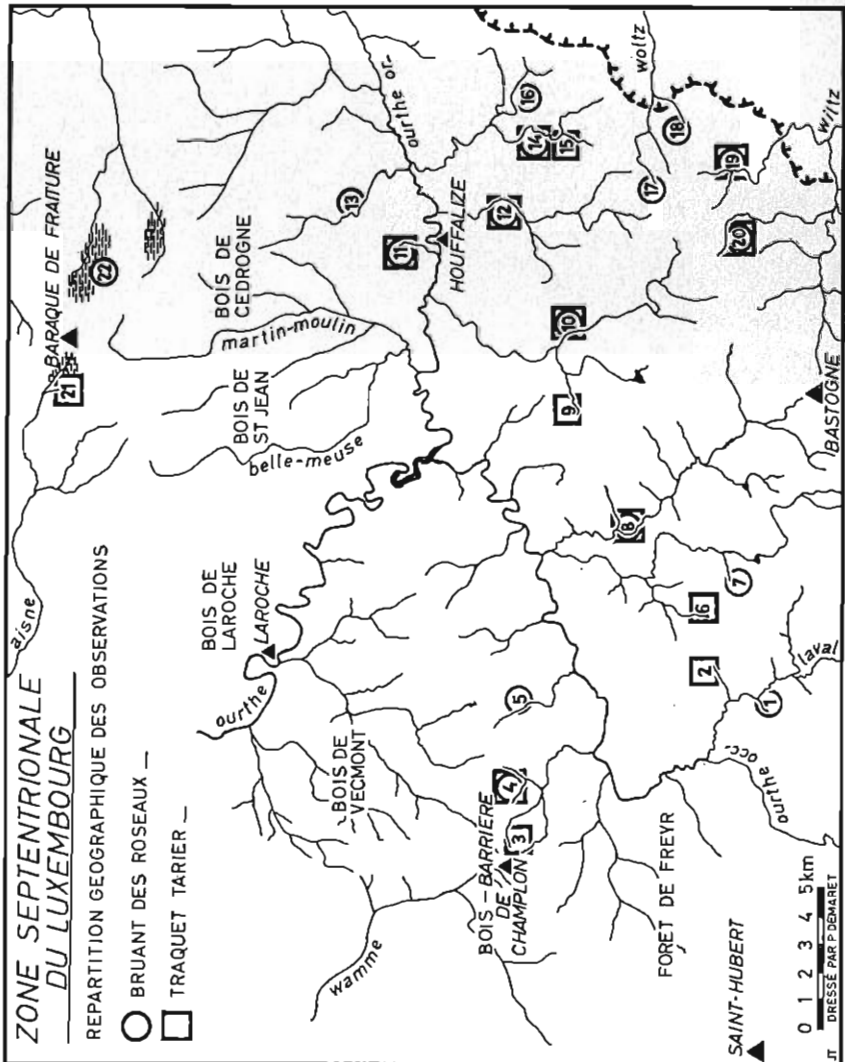 ZONE SEPTENTRIONALE
DU LUXEMBOURG
REPARTITION GEOGRAPHIQUE DES OBSERVATIONS
BRUANT DES ROSEAUX _
TRAQUET TARIER _
aisne
21
BARAQUE DE FRAITURE
22
BOIS DE
CEDROGNE
martin-moulin
BOIS DE
ST JEAN
belle-meuse
BOIS DE
LAROCHE
LAROCHE
ourthe
BOIS DE
VECMONT
wamme
BOIS - BARRIÈRE
DE
CHAMPLON
3
4
5
ourthe or.
13
11
HOUFFALIZE
12
14
15
16
10
9
8
17
18
woltz
19
20
wiltz
BASTOGNE
7
6
2
1
laval
ourthe occ.
FORET DE FREYR
SAINT-HUBERT
0 1 2 3 4 5km
JT DRESSÉ PAR P DEMARET